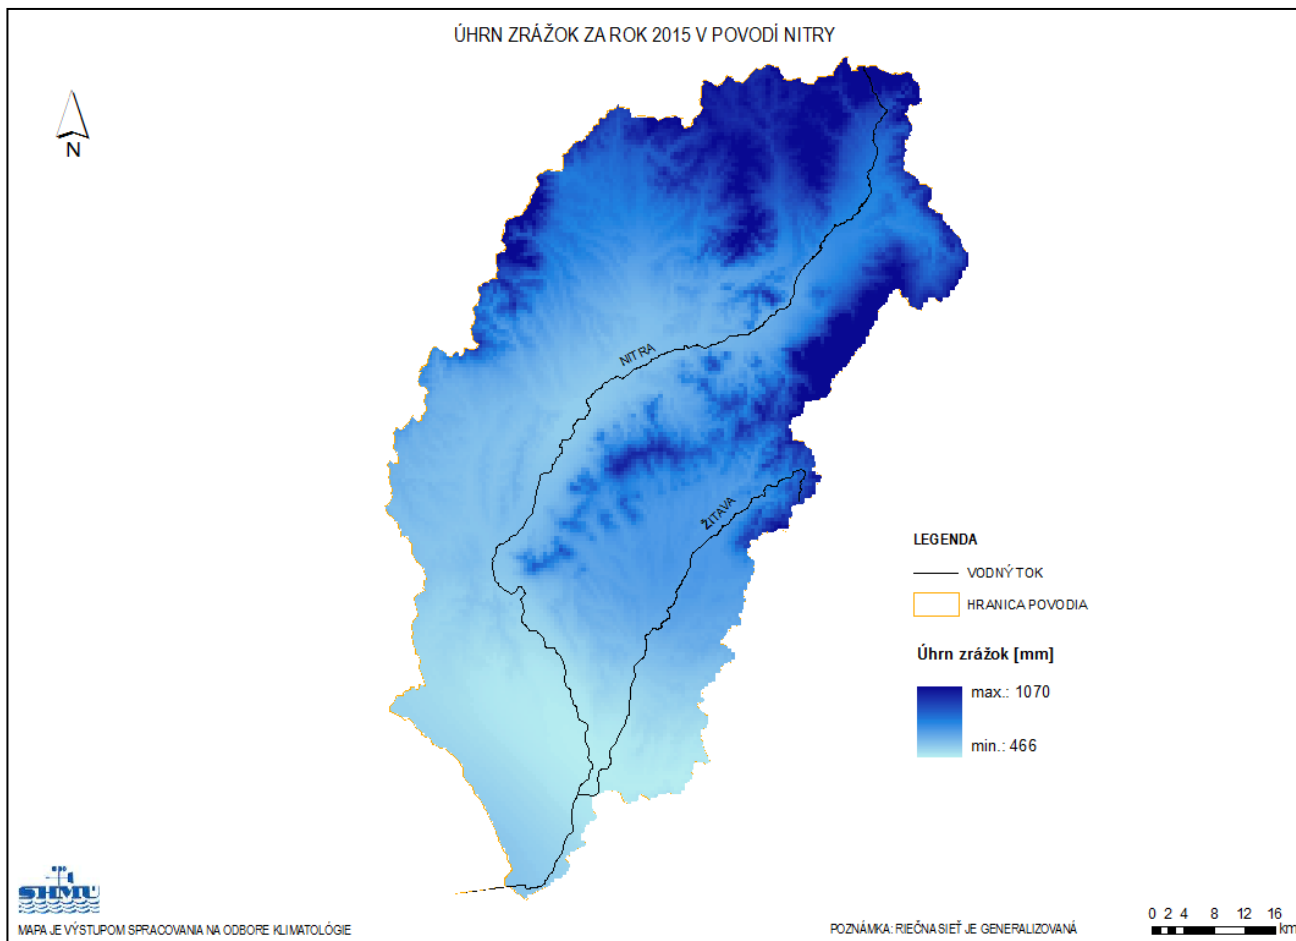 ÚHRN ZRÁŽOK ZA ROK 2015 V POVODÍ NITRY
N
NITRA
ŽITAVA
LEGENDA
VODNÝ TOK
HRANICA POVODIA
Úhrn zrážok [mm]
max.: 1070
min.: 466
SHMÚ
MAPA JE VÝSTUPOM SPRACOVANIA NA ODBORE KLIMATOLÓGIE
POZNÁMKA: RIEČNA SIEŤ JE GENERALIZOVANÁ
0 2 4 8 12 16
km